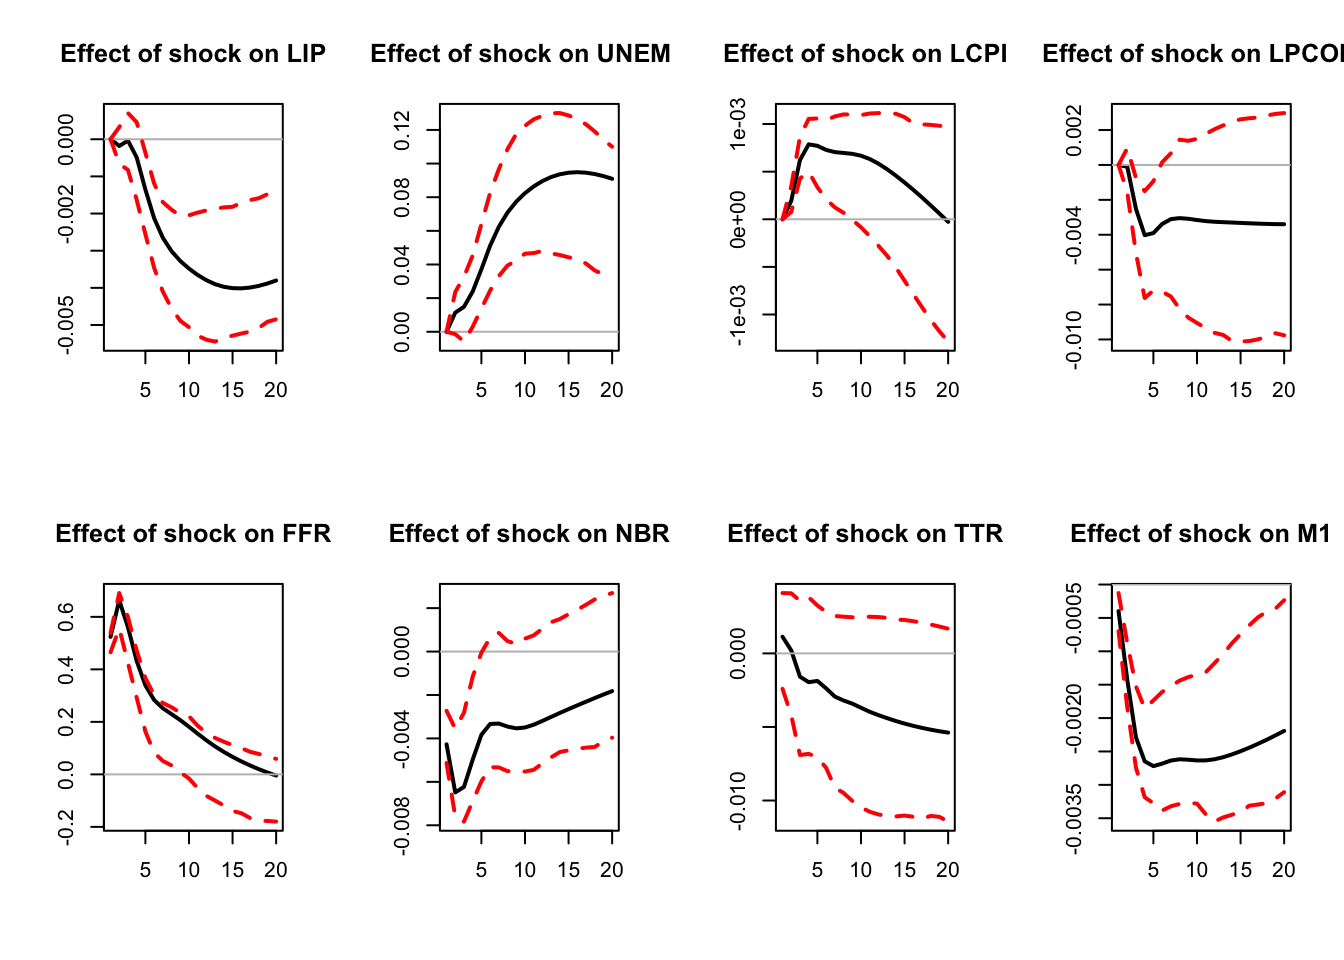 Effect of shock on LIP
Effect of shock on UNEM
Effect of shock on LCPI
Effect of shock on LPCO
0.000
-0.002
-0.005
5 10 15 20
0.12
0.08
0.04
0.00
5 10 15 20
1e-03
0e+00
-1e-03
5 10 15 20
0.002
-0.004
-0.010
5 10 15 20
Effect of shock on FFR
Effect of shock on NBR
Effect of shock on TTR
Effect of shock on M1
0.6
0.4
0.2
0.0
-0.2
5 10 15 20
0.000
-0.004
-0.008
5 10 15 20
0.000
-0.010
5 10 15 20
-0.0005
-0.0020
-0.0035
5 10 15 20